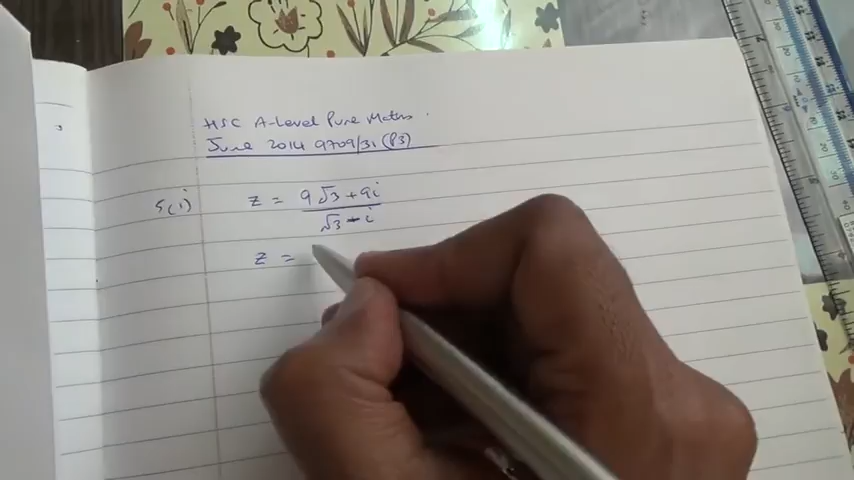 HSC A-Level Pure Maths.
June 2014 9709/31 (P3)
5(i) z = 9√3 + 9i / √3 - i
z =